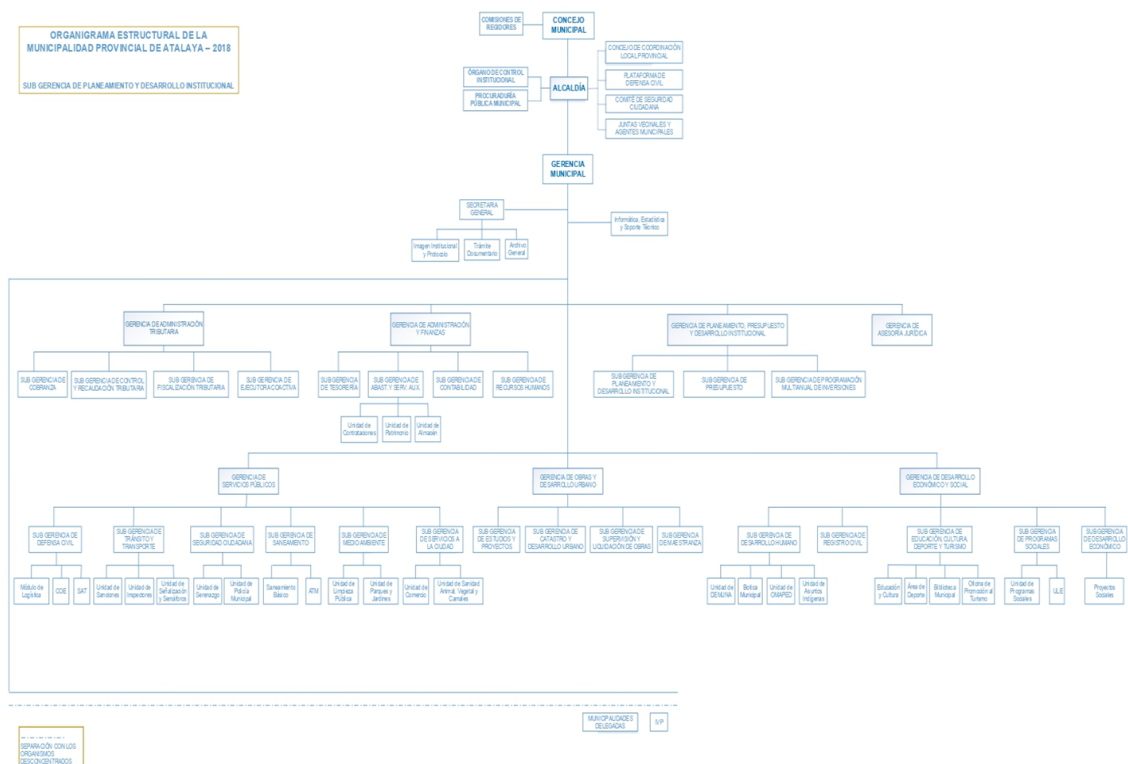 ORGANIGRAMA ESTRUCTURAL DE LA
MUNICIPALIDAD PROVINCIAL DE ATALAYA – 2018
SUB GERENCIA DE PLANEAMIENTO Y DESARROLLO INSTITUCIONAL
COMISIONES DE
REGIDORES
CONCEJO
MUNICIPAL
CONCEJO DE COORDINACIÓN
LOCAL PROVINCIAL
ÓRGANO DE CONTROL
INSTITUCIONAL
PLATAFORMA DE
DEFENSA CIVIL
ALCALDÍA
PROCURADURÍA
PÚBLICA MUNICIPAL
COMITÉ DE SEGURIDAD
CIUDADANA
JUNTAS VECINALES Y
AGENTES MUNICIPALES
GERENCIA
MUNICIPAL
SECRETARIA
GENERAL
Informática, Estadística
y Soporte Técnico
Imagen Institucional
y Protocolo
Trámite
Documentario
Archivo
General
GERENCIA DE ADMINISTRACIÓN
TRIBUTARIA
GERENCIA DE ADMINISTRACIÓN
Y FINANZAS
GERENCIA DE PLANEAMIENTO, PRESUPUESTO
Y DESARROLLO INSTITUCIONAL
GERENCIA DE
ASESORÍA JURÍDICA
SUB GERENCIA DE
COBRANZA
SUB GERENCIA DE CONTROL
Y RECAUDACIÓN TRIBUTARIA
SUB GERENCIA DE
FISCALIZACIÓN TRIBUTARIA
SUB GERENCIA DE
EJECUTORA COACTIVA
SUB GERENCIA
DE TESORERÍA
SUB GERENCIA DE
ABAST. Y SERV. AUX.
SUB GERENCIA DE
CONTABILIDAD
SUB GERENCIA DE
RECURSOS HUMANOS
SUB GERENCIA DE
PLANEAMIENTO Y
DESARROLLO INSTITUCIONAL
SUB GERENCIA DE
PRESUPUESTO
SUB GERENCIA DE PROGRAMACIÓN
MULTIANUAL DE INVERSIONES
Unidad de
Contrataciones
Unidad de
Patrimonio
Unidad de
Almacén
GERENCIA DE
SERVICIOS PÚBLICOS
GERENCIA DE OBRAS Y
DESARROLLO URBANO
GERENCIA DE DESARROLLO
ECONÓMICO Y SOCIAL
SUB GERENCIA DE
DEFENSA CIVIL
SUB GERENCIA DE
TRÁNSITO Y
TRANSPORTE
SUB GERENCIA DE
SEGURIDAD CIUDADANA
SUB GERENCIA DE
SANEAMIENTO
SUB GERENCIA DE
MEDIO AMBIENTE
SUB GERENCIA
DE SERVICIOS A
LA CIUDAD
SUB GERENCIA
DE ESTUDIOS Y
PROYECTOS
SUB GERENCIA DE
CATASTRO Y
DESARROLLO URBANO
SUB GERENCIA DE
SUPERVISIÓN Y
LIQUIDACIÓN DE OBRAS
SUB GERENCIA
DE MAESTRANZA
SUB GERENCIA DE
DESARROLLO HUMANO
SUB GERENCIA DE
REGISTRO CIVIL
SUB GERENCIA DE
EDUCACIÓN CULTURA,
DEPORTE Y TURISMO
SUB GERENCIA
DE PROGRAMAS
SOCIALES
SUB GERENCIA
DE DESARROLLO
ECONÓMICO
Módulo de
Logística
COE
SAT
Unidad de
Sanciones
Unidad de
Inspectores
Unidad de
Señalización
y Semáforos
Unidad de
Serenazgo
Unidad de
Policía
Municipal
Saneamiento
Básico
ATM
Unidad de
Limpieza
Pública
Unidad de
Parques y
Jardines
Unidad de
Comercio
Unidad de Sanidad
Animal, Vegetal y
Camales
Unidad de
DEMUNA
Botica
Municipal
Unidad de
OMAPED
Unidad de
Asuntos
Indígenas
Educación
y Cultura
Área de
Deporte
Biblioteca
Municipal
Oficina de
Promoción al
Turismo
Unidad de
Programas
Sociales
ULE
Proyectos
Sociales
MUNICIPALIDADES
DELEGADAS
IVP
SEPARACIÓN CON LOS
ORGANISMOS
DESCONCENTRADOS